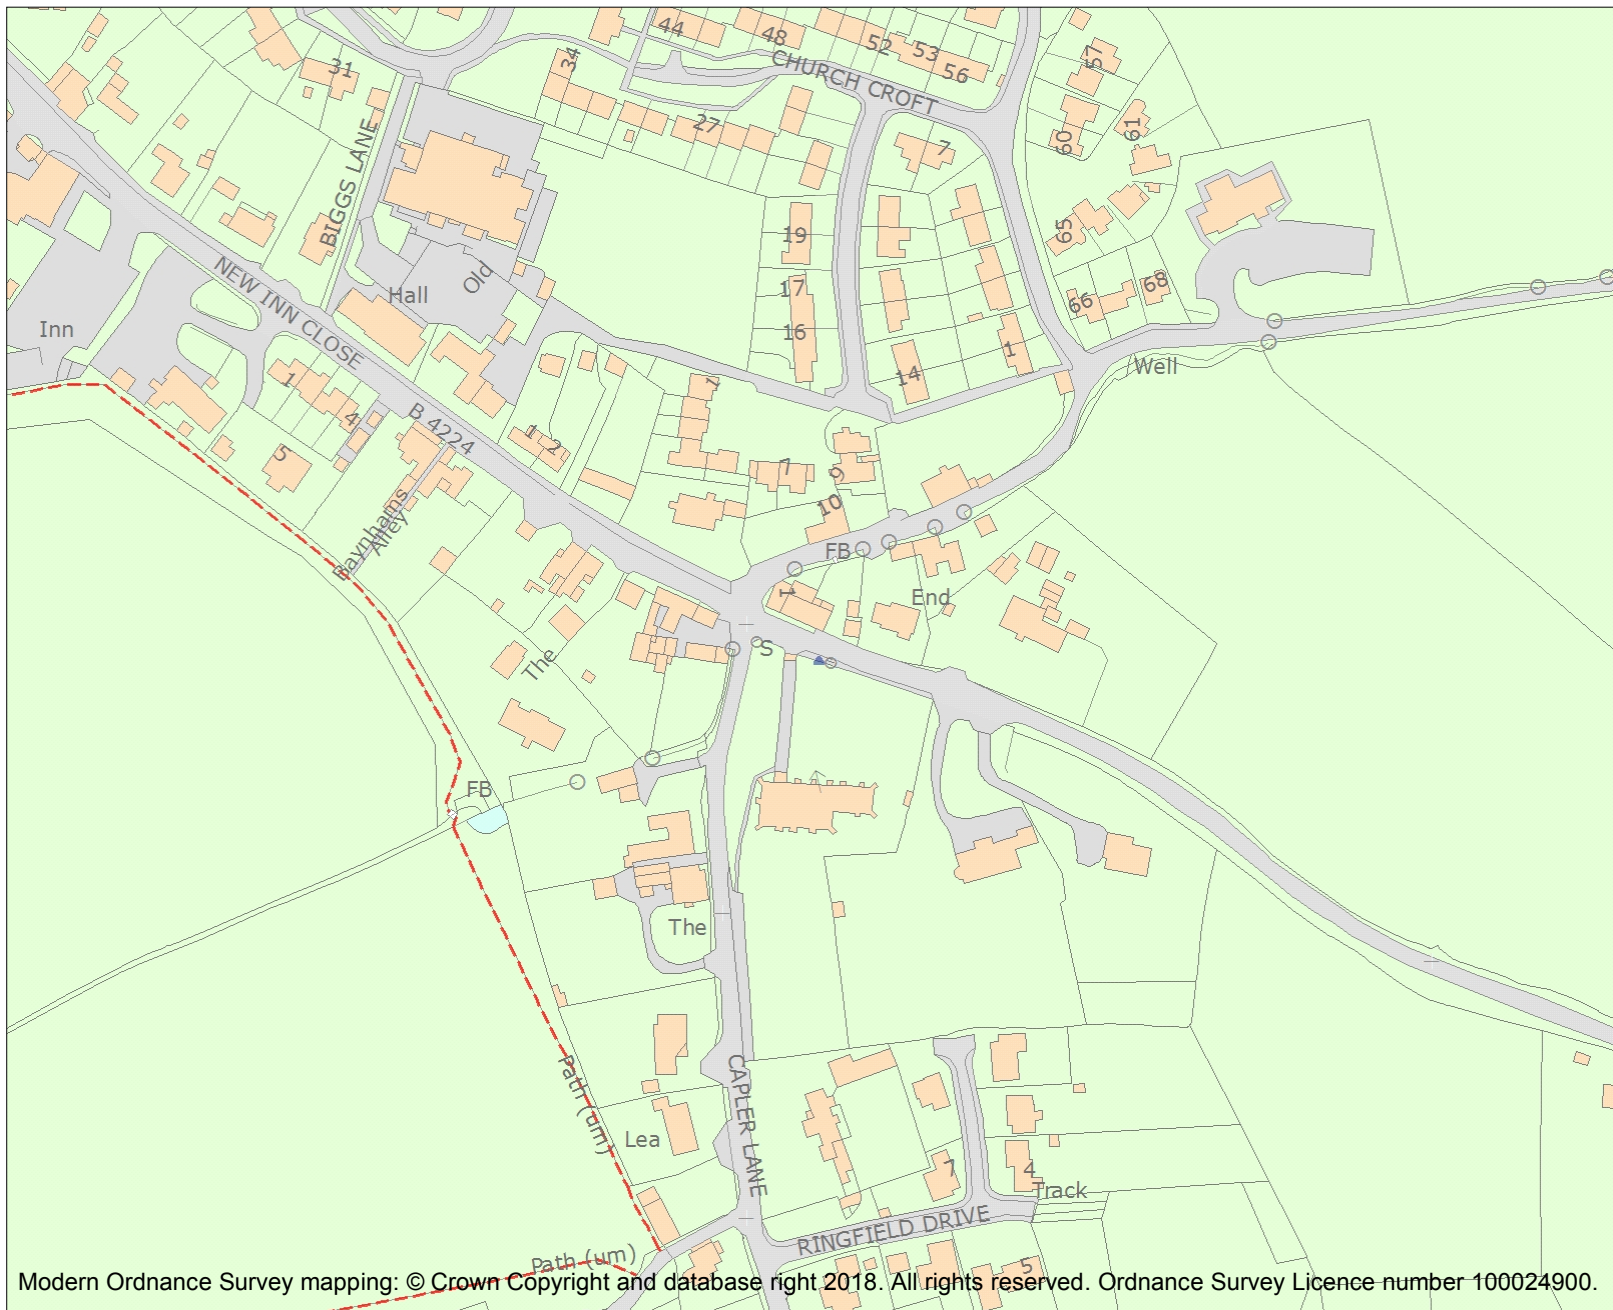 44
48
52
53
56
57
34
31
CHURCH CROFT
27
7
60
61
BIGGS LANE
19
65
NEW INN CLOSE
Hall
Old
17
68
66
Inn
16
1
Well
1
14
1
4
B 4224
1
2
5
7
9
Baynhams
Alley
10
FB
1
End
S
The
FB
The
Path (um)
CAPLER LANE
Lea
7
4
Track
RINGFIELD DRIVE
Path (um)
5
Modern Ordnance Survey mapping: © Crown Copyright and database right 2018. All rights reserved. Ordnance Survey Licence number 100024900.